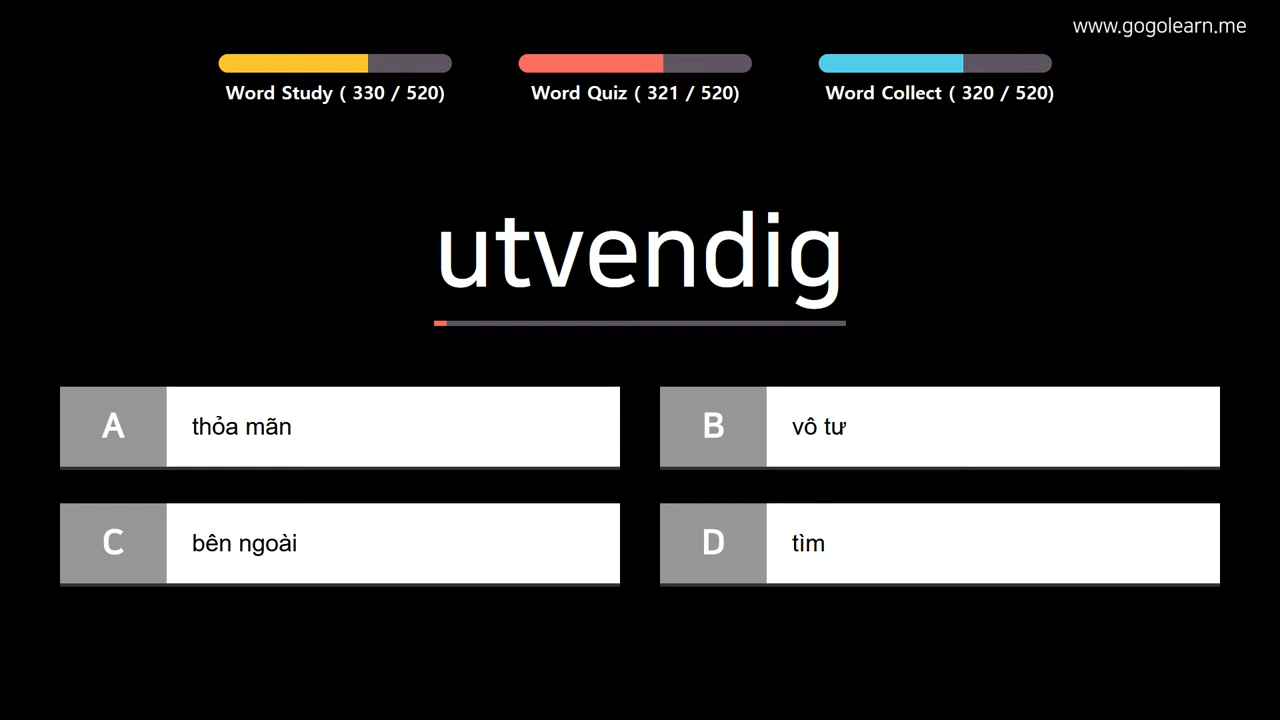 www.gogolearn.me
Word Study ( 330 / 520)
Word Quiz ( 321 / 520)
Word Collect ( 320 / 520)
utvendig
A thỏa mãn
B vô tư
C bên ngoài
D tìm